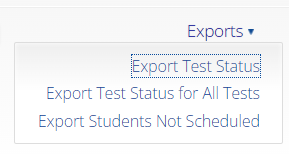 Exports ▾
Export Test Status
Export Test Status for All Tests
Export Students Not Scheduled